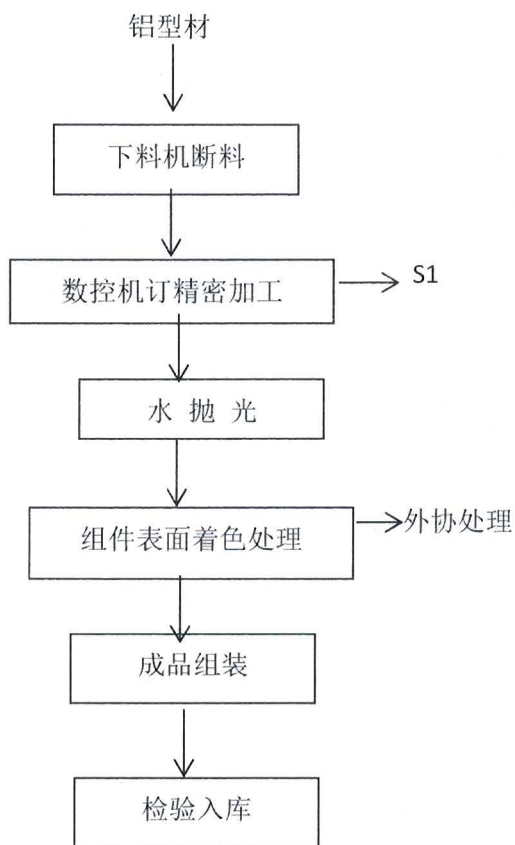 铝型材
下料机断料
数控机订精密加工
S1
水 抛 光
组件表面着色处理
外协处理
成品组装
检验入库